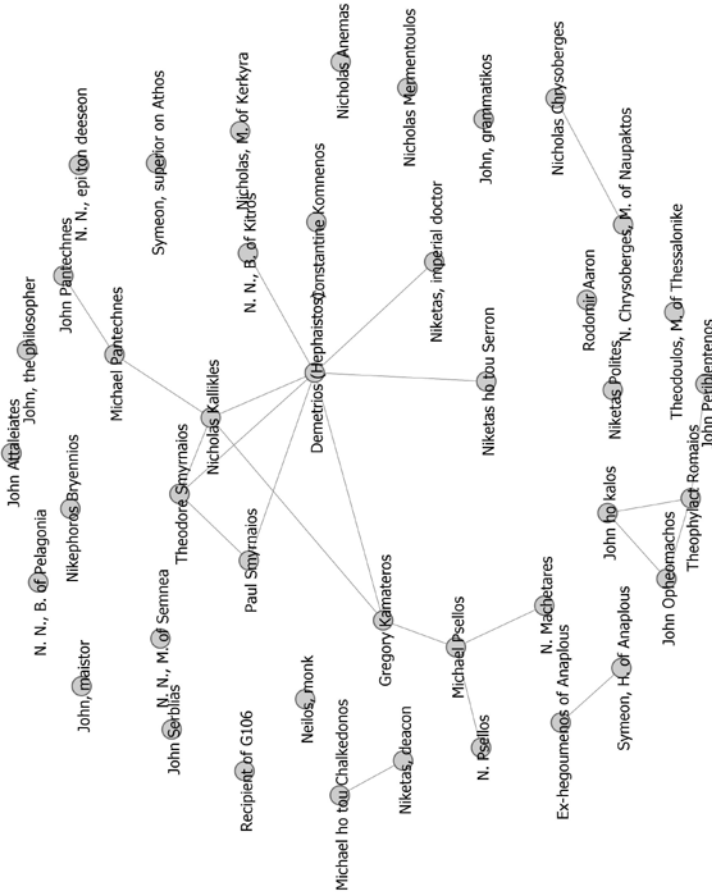 John Attaleiates
John, the philosopher
N. N., B. of Pelagonia
John Pantechnes
Nikephoros Bryennios
N. N., epi ton deeseon
John, maistor
Michael Pantechnes
Symeon, superior on Athos
N. N., M. of Semnea
John Serblias
Theodore Smyrnaios
Nicholas Kallikles
Nicholas, M. of Kerkyra
Recipient of G106
N. N., B. of Kitros
Paul Smyrnaios
Neilos, monk
Demetrios (Hephaistos)
Constantine Komnenos
Michael ho tou Chalkedonos
Nicholas Anemas
Gregory Kamateros
Niketas, deacon
Nicholas Mermentoulos
Niketas, imperial doctor
Michael Psellos
N. Psellos
John, grammatikos
Niketas ho tou Serron
N. Machetares
Nicholas Chrysoberges
Ex-hegoumenos of Anaplous
Rodomir Aaron
John ho kalos
Niketas Polites
Symeon, H. of Anaplous
N. Chrysoberges, M. of Naupaktos
John Opheomachos
Theodoulos, M. of Thessalonike
Theophylact Romaios
John Peribleptenos